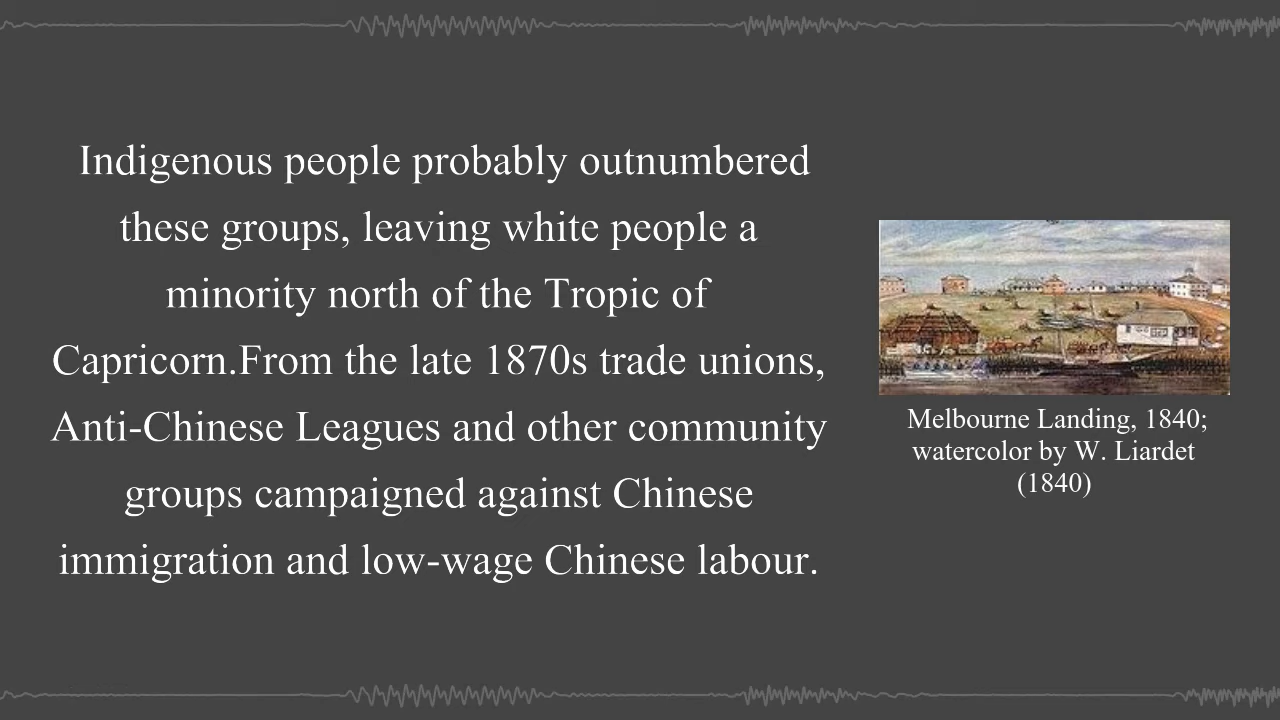 Indigenous people probably outnumbered
these groups, leaving white people a
minority north of the Tropic of
Capricorn.From the late 1870s trade unions,
Anti-Chinese Leagues and other community
groups campaigned against Chinese
immigration and low-wage Chinese labour.
Melbourne Landing, 1840;
watercolor by W. Liardet
(1840)